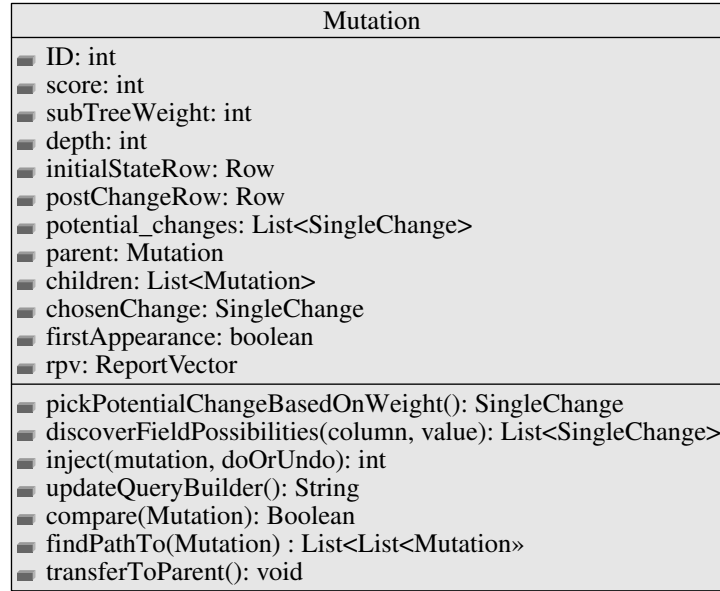 Mutation
ID: int
score: int
subTreeWeight: int
depth: int
initialStateRow: Row
postChangeRow: Row
potential_changes: List<SingleChange>
parent: Mutation
children: List<Mutation>
chosenChange: SingleChange
firstAppearance: boolean
rpv: ReportVector
pickPotentialChangeBasedOnWeight(): SingleChange
discoverFieldPossibilities(column, value): List<SingleChange>
inject(mutation, doOrUndo): int
updateQueryBuilder(): String
compare(Mutation): Boolean
findPathTo(Mutation) : List<List<Mutation»
transferToParent(): void